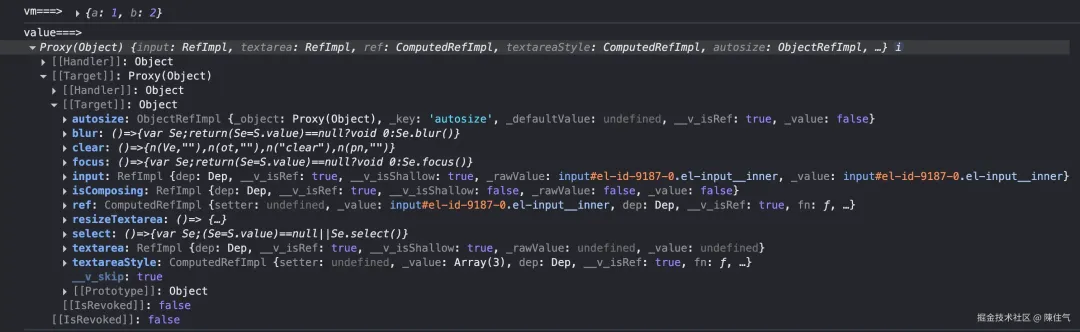 vm===> ▶ {a: 1, b: 2}
value===>
▼ Proxy(Object) {input: RefImpl, textarea: RefImpl, ref: ComputedRefImpl, textareaStyle: ComputedRefImpl, autosize: ObjectRefImpl, …} i
▶ [[Handler]]: Object
▼ [[Target]]: Proxy(Object)
▶ [[Handler]]: Object
▼ [[Target]]: Object
▶ autosize: ObjectRefImpl {_object: Proxy(Object), _key: 'autosize', _defaultValue: undefined, __v_isRef: true, _value: false}
▶ blur: ()=>{var Se;return(Se=S.value)==null?void 0:Se.blur()}
▶ clear: ()=>{n(Ve,""),n(ot,""),n("clear"),n(pn,"")}
▶ focus: ()=>{var Se;return(Se=S.value)==null?void 0:Se.focus()}
▶ input: RefImpl {dep: Dep, __v_isRef: true, __v_isShallow: true, _rawValue: input#el-id-9187-0.el-input__inner, _value: input#el-id-9187-0.el-input__inner}
▶ isComposing: RefImpl {dep: Dep, __v_isRef: true, __v_isShallow: false, _rawValue: false, _value: false}
▶ ref: ComputedRefImpl {setter: undefined, _value: input#el-id-9187-0.el-input__inner, dep: Dep, __v_isRef: true, fn: ƒ, …}
▶ resizeTextarea: ()=> {…}
▶ select: ()=>{var Se;(Se=S.value)==null||Se.select()}
▶ textarea: RefImpl {dep: Dep, __v_isRef: true, __v_isShallow: true, _rawValue: undefined, _value: undefined}
▶ textareaStyle: ComputedRefImpl {setter: undefined, _value: Array(3), dep: Dep, __v_isRef: true, fn: ƒ, …}
__v_skip: true
▶ [[Prototype]]: Object
[[IsRevoked]]: false
[[IsRevoked]]: false
掘金技术社区 @ 陳住气